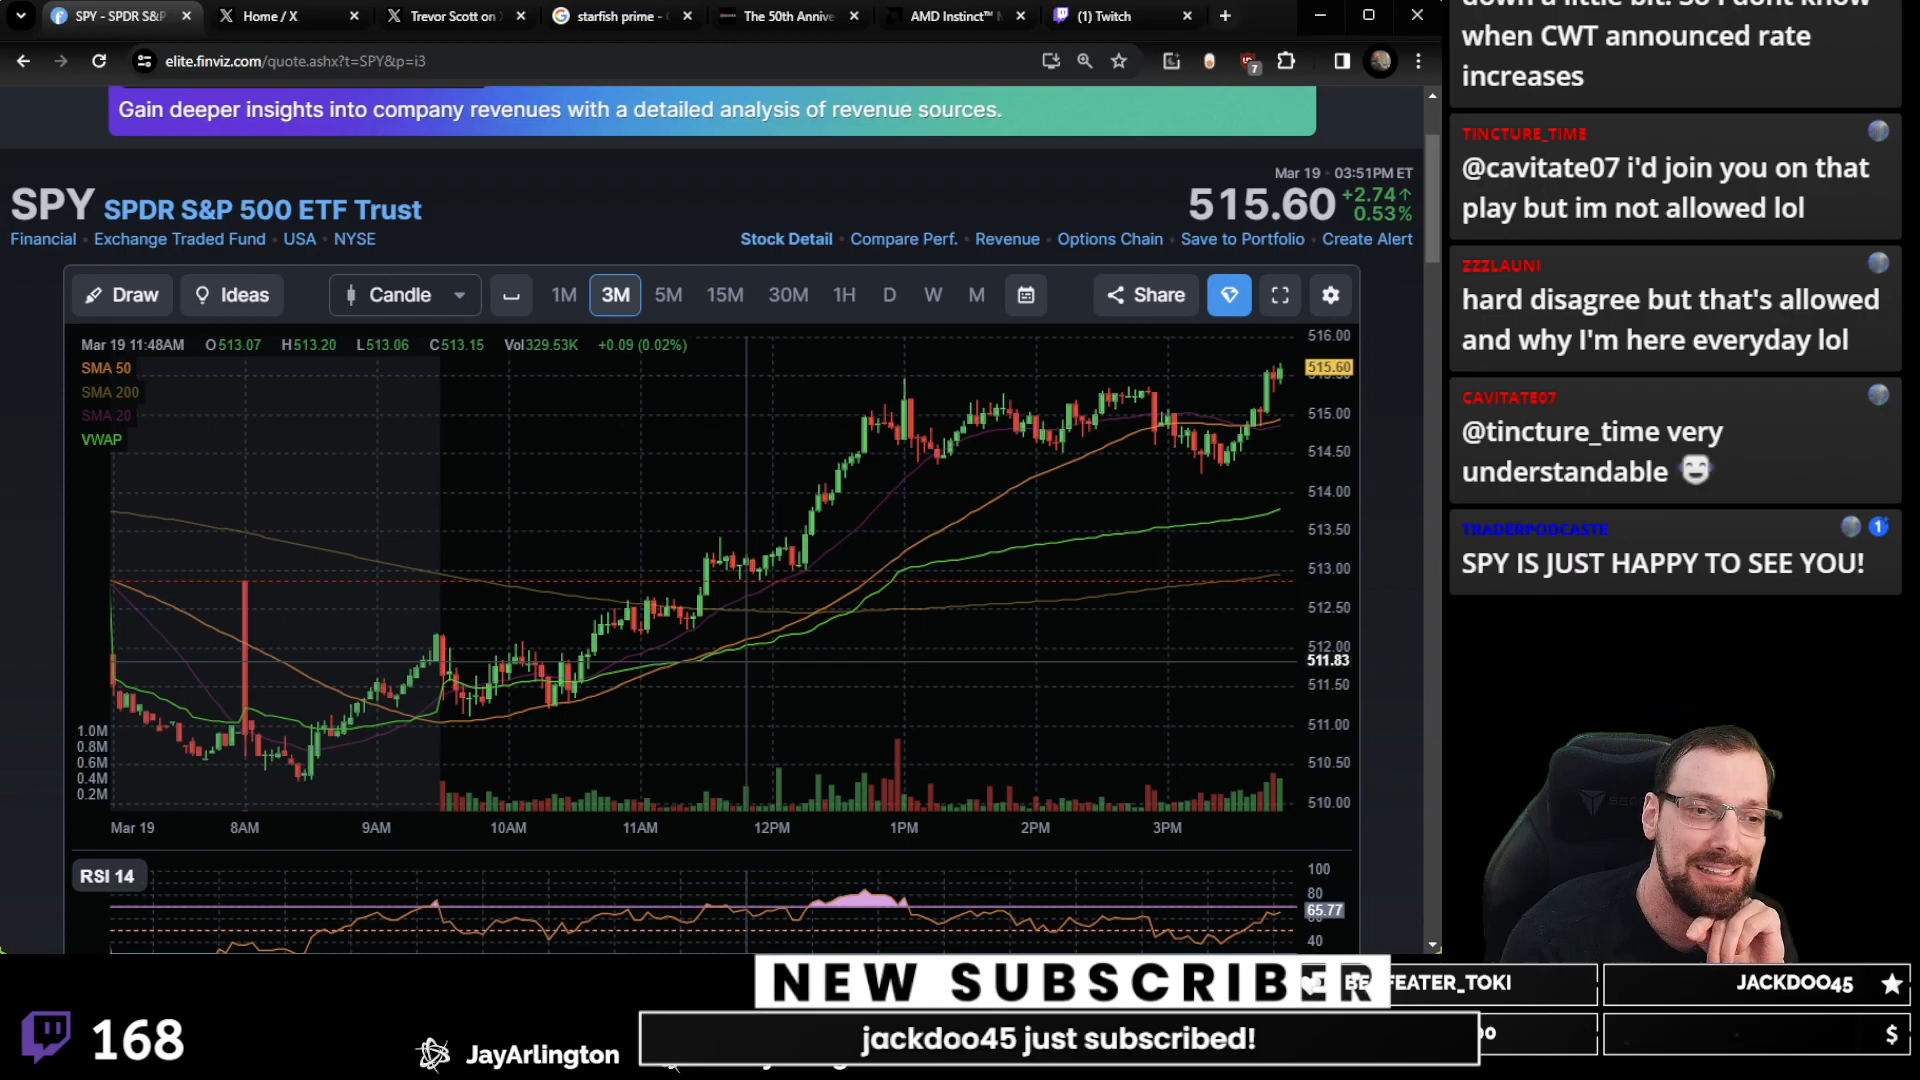 SPY - SPDR S&P
Home / X
Trevor Scott on
starfish prime -
The 50th Annive
AMD Instinct™
(1) Twitch
elite.finviz.com/quote.ashx?t=SPY&p=i3
7
Gain deeper insights into company revenues with a detailed analysis of revenue sources.
Mar 19 · 03:51PM ET
SPY SPDR S&P 500 ETF Trust
515.60 +2.74↑
0.53%
Financial · Exchange Traded Fund · USA · NYSE
Stock Detail · Compare Perf. · Revenue · Options Chain · Save to Portfolio · Create Alert
Draw Ideas Candle 1M 3M 5M 15M 30M 1H D W M Share
Mar 19 11:48AM O513.07 H513.20 L513.06 C513.15 Vol329.53K +0.09 (0.02%)
SMA 50
SMA 200
SMA 20
VWAP
516.00
515.60
515.00
514.50
514.00
513.50
513.00
512.50
512.00
511.83
511.50
511.00
510.50
510.00
1.0M
0.8M
0.6M
0.4M
0.2M
Mar 19 8AM 9AM 10AM 11AM 12PM 1PM 2PM 3PM
RSI 14
100
80
65.77
40
when CWT announced rate
increases
TINCTURE_TIME
@cavitate07 i'd join you on that
play but im not allowed lol
ZZZLAUNI
hard disagree but that's allowed
and why I'm here everyday lol
CAVITATE07
@tincture_time very
understandable
TRADERPODCASTE
1
SPY IS JUST HAPPY TO SEE YOU!
NEW SUBSCRIBER
jackdoo45 just subscribed!
JACKDOO45
$
168
JayArlington